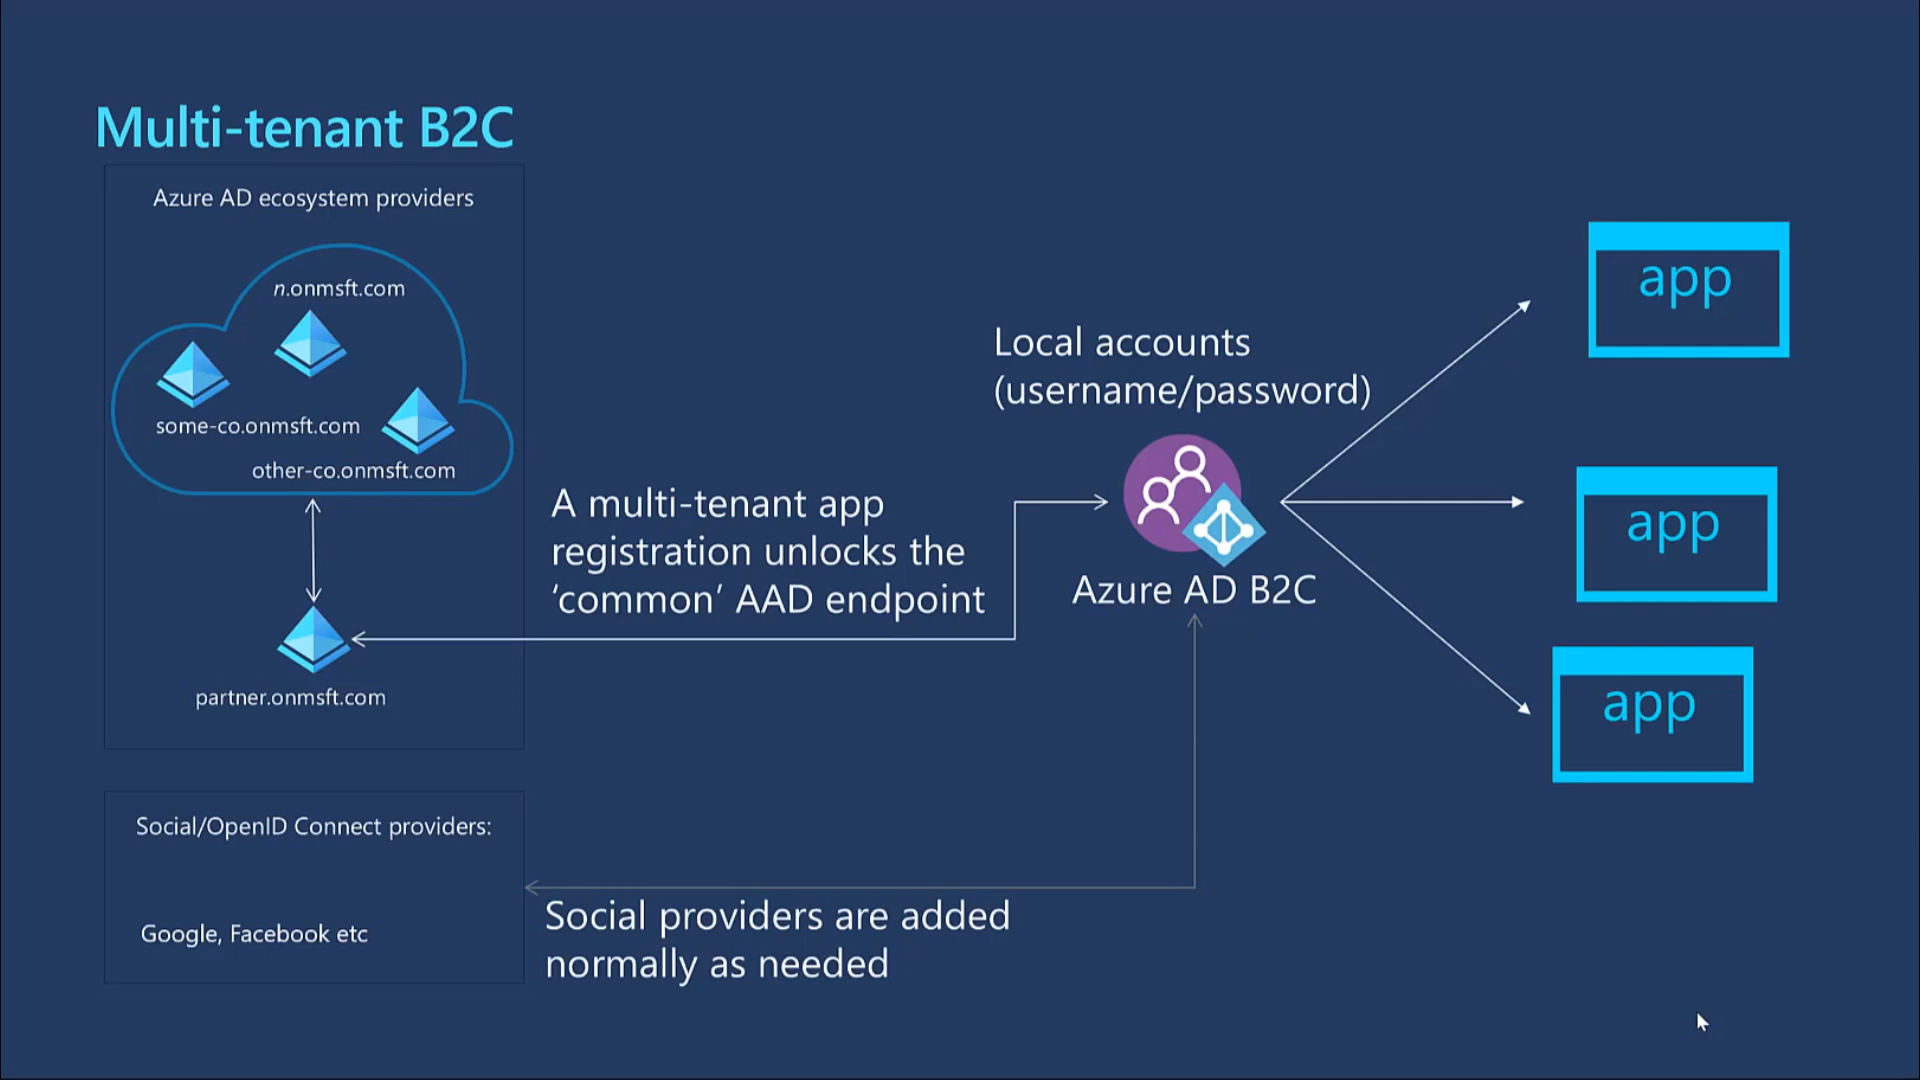 Multi-tenant B2C
Azure AD ecosystem providers
n.onmsft.com
some-co.onmsft.com
other-co.onmsft.com
partner.onmsft.com
A multi-tenant app
registration unlocks the
‘common’ AAD endpoint
Local accounts
(username/password)
Azure AD B2C
app
app
app
Social/OpenID Connect providers:
Google, Facebook etc
Social providers are added
normally as needed